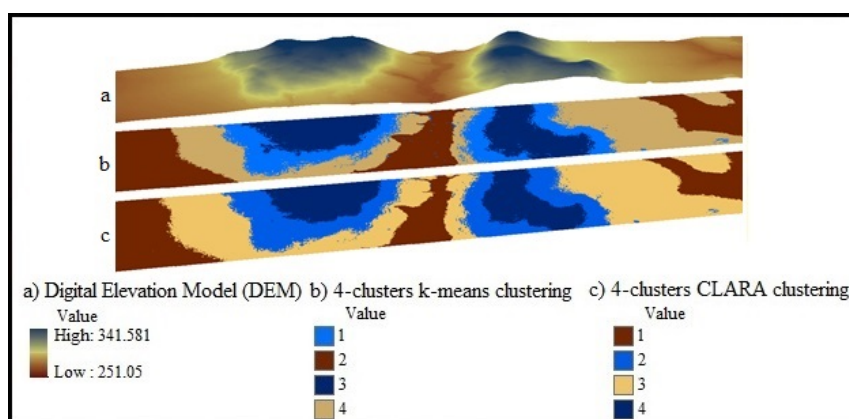 a
b
c
a) Digital Elevation Model (DEM) b) 4-clusters k-means clustering c) 4-clusters CLARA clustering
Value Value Value
High: 341.581
Low : 251.05
1
2
3
4
1
2
3
4